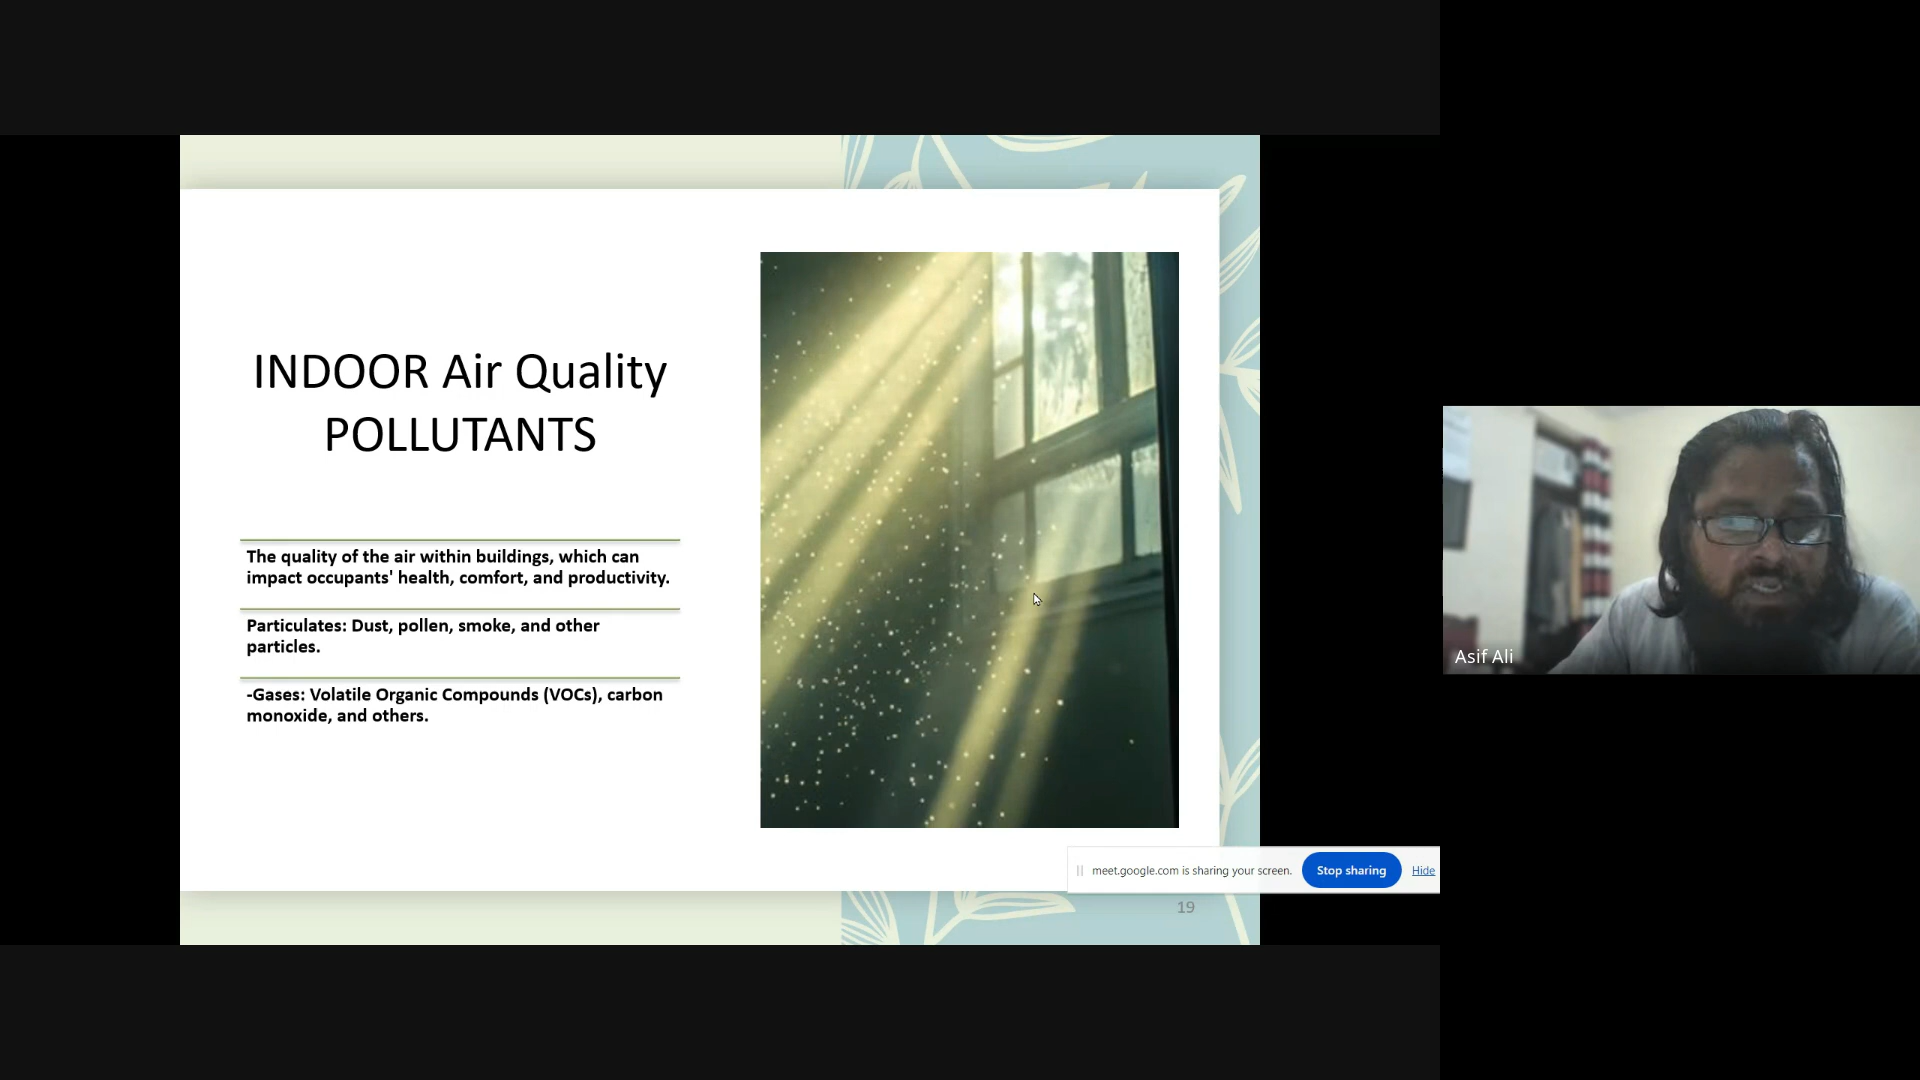 INDOOR Air Quality
POLLUTANTS
The quality of the air within buildings, which can
impact occupants' health, comfort, and productivity.
Particulates: Dust, pollen, smoke, and other
particles.
-Gases: Volatile Organic Compounds (VOCs), carbon
monoxide, and others.
meet.google.com is sharing your screen.
Stop sharing
Hide
19
Asif Ali